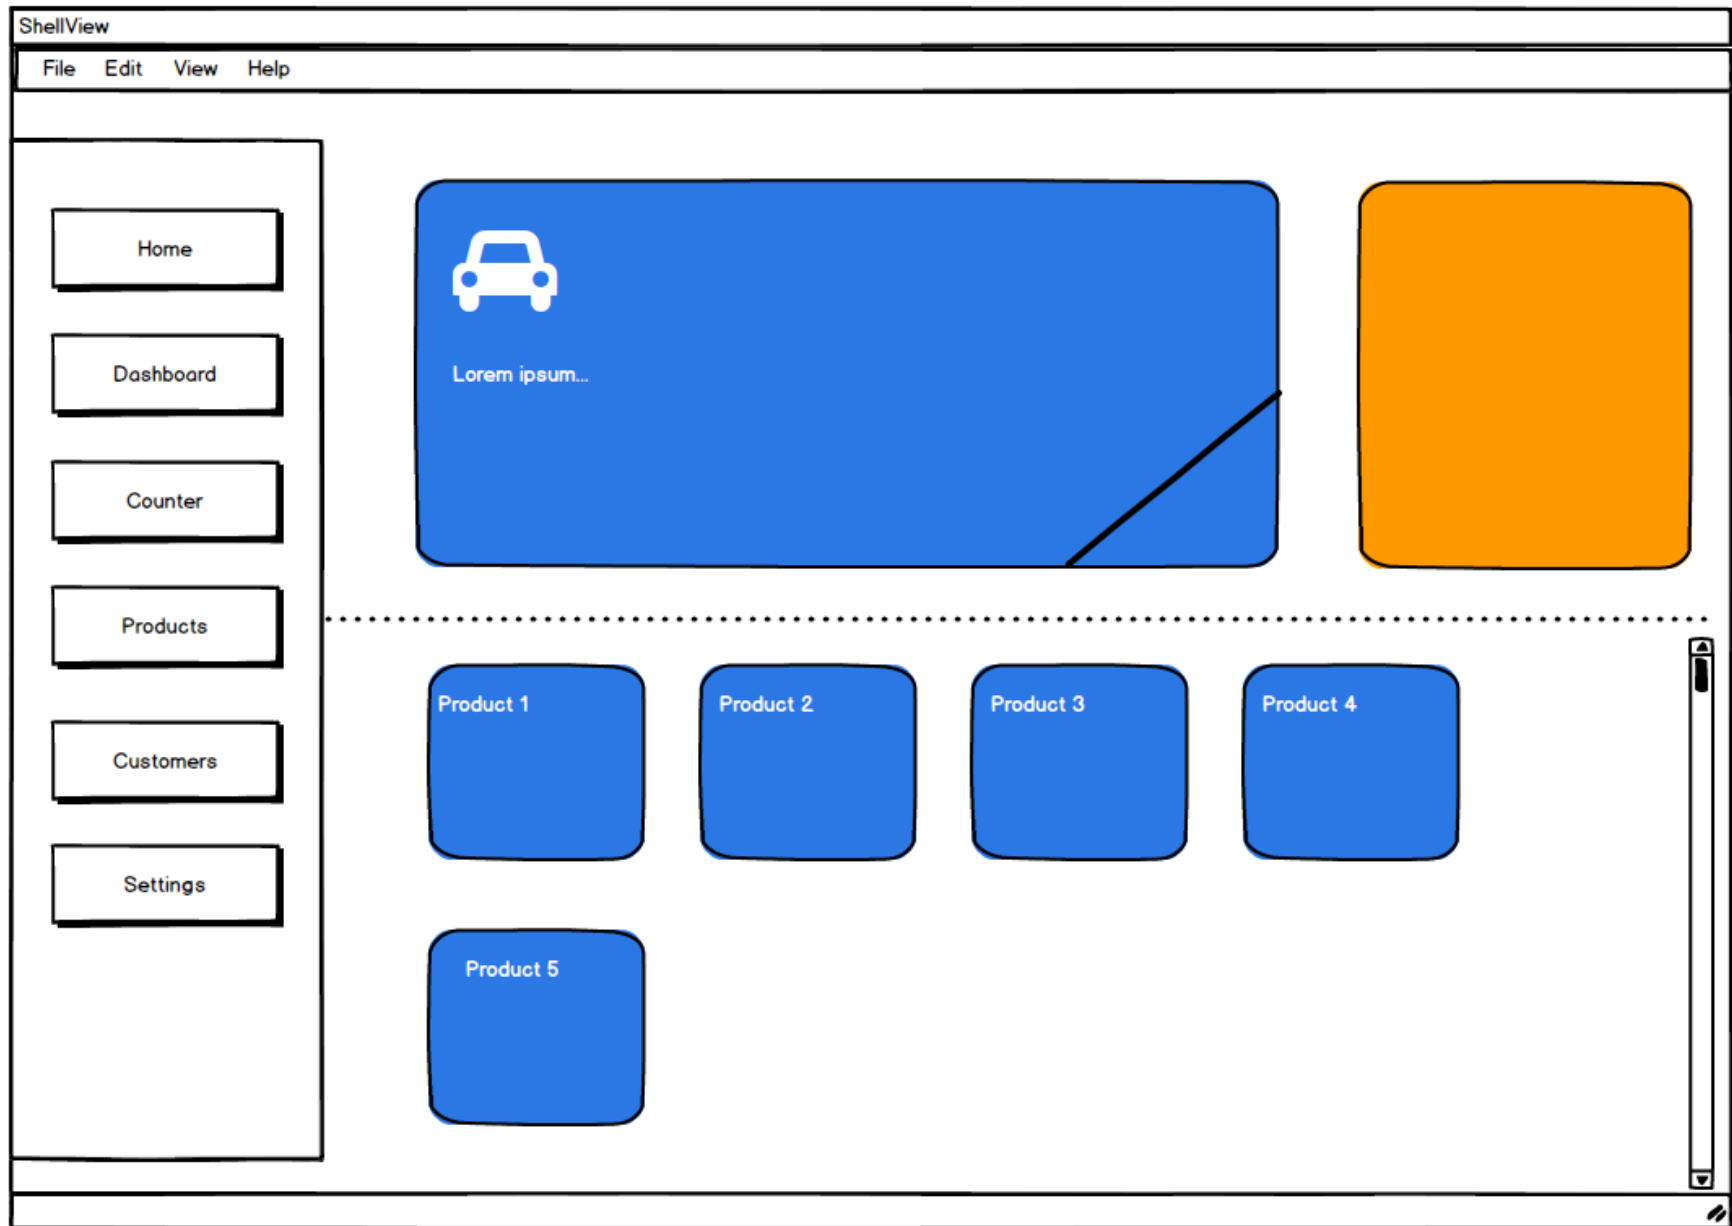 ShellView
File Edit View Help
Home
Dashboard
Counter
Products
Customers
Settings
Lorem ipsum...
Product 1
Product 2
Product 3
Product 4
Product 5